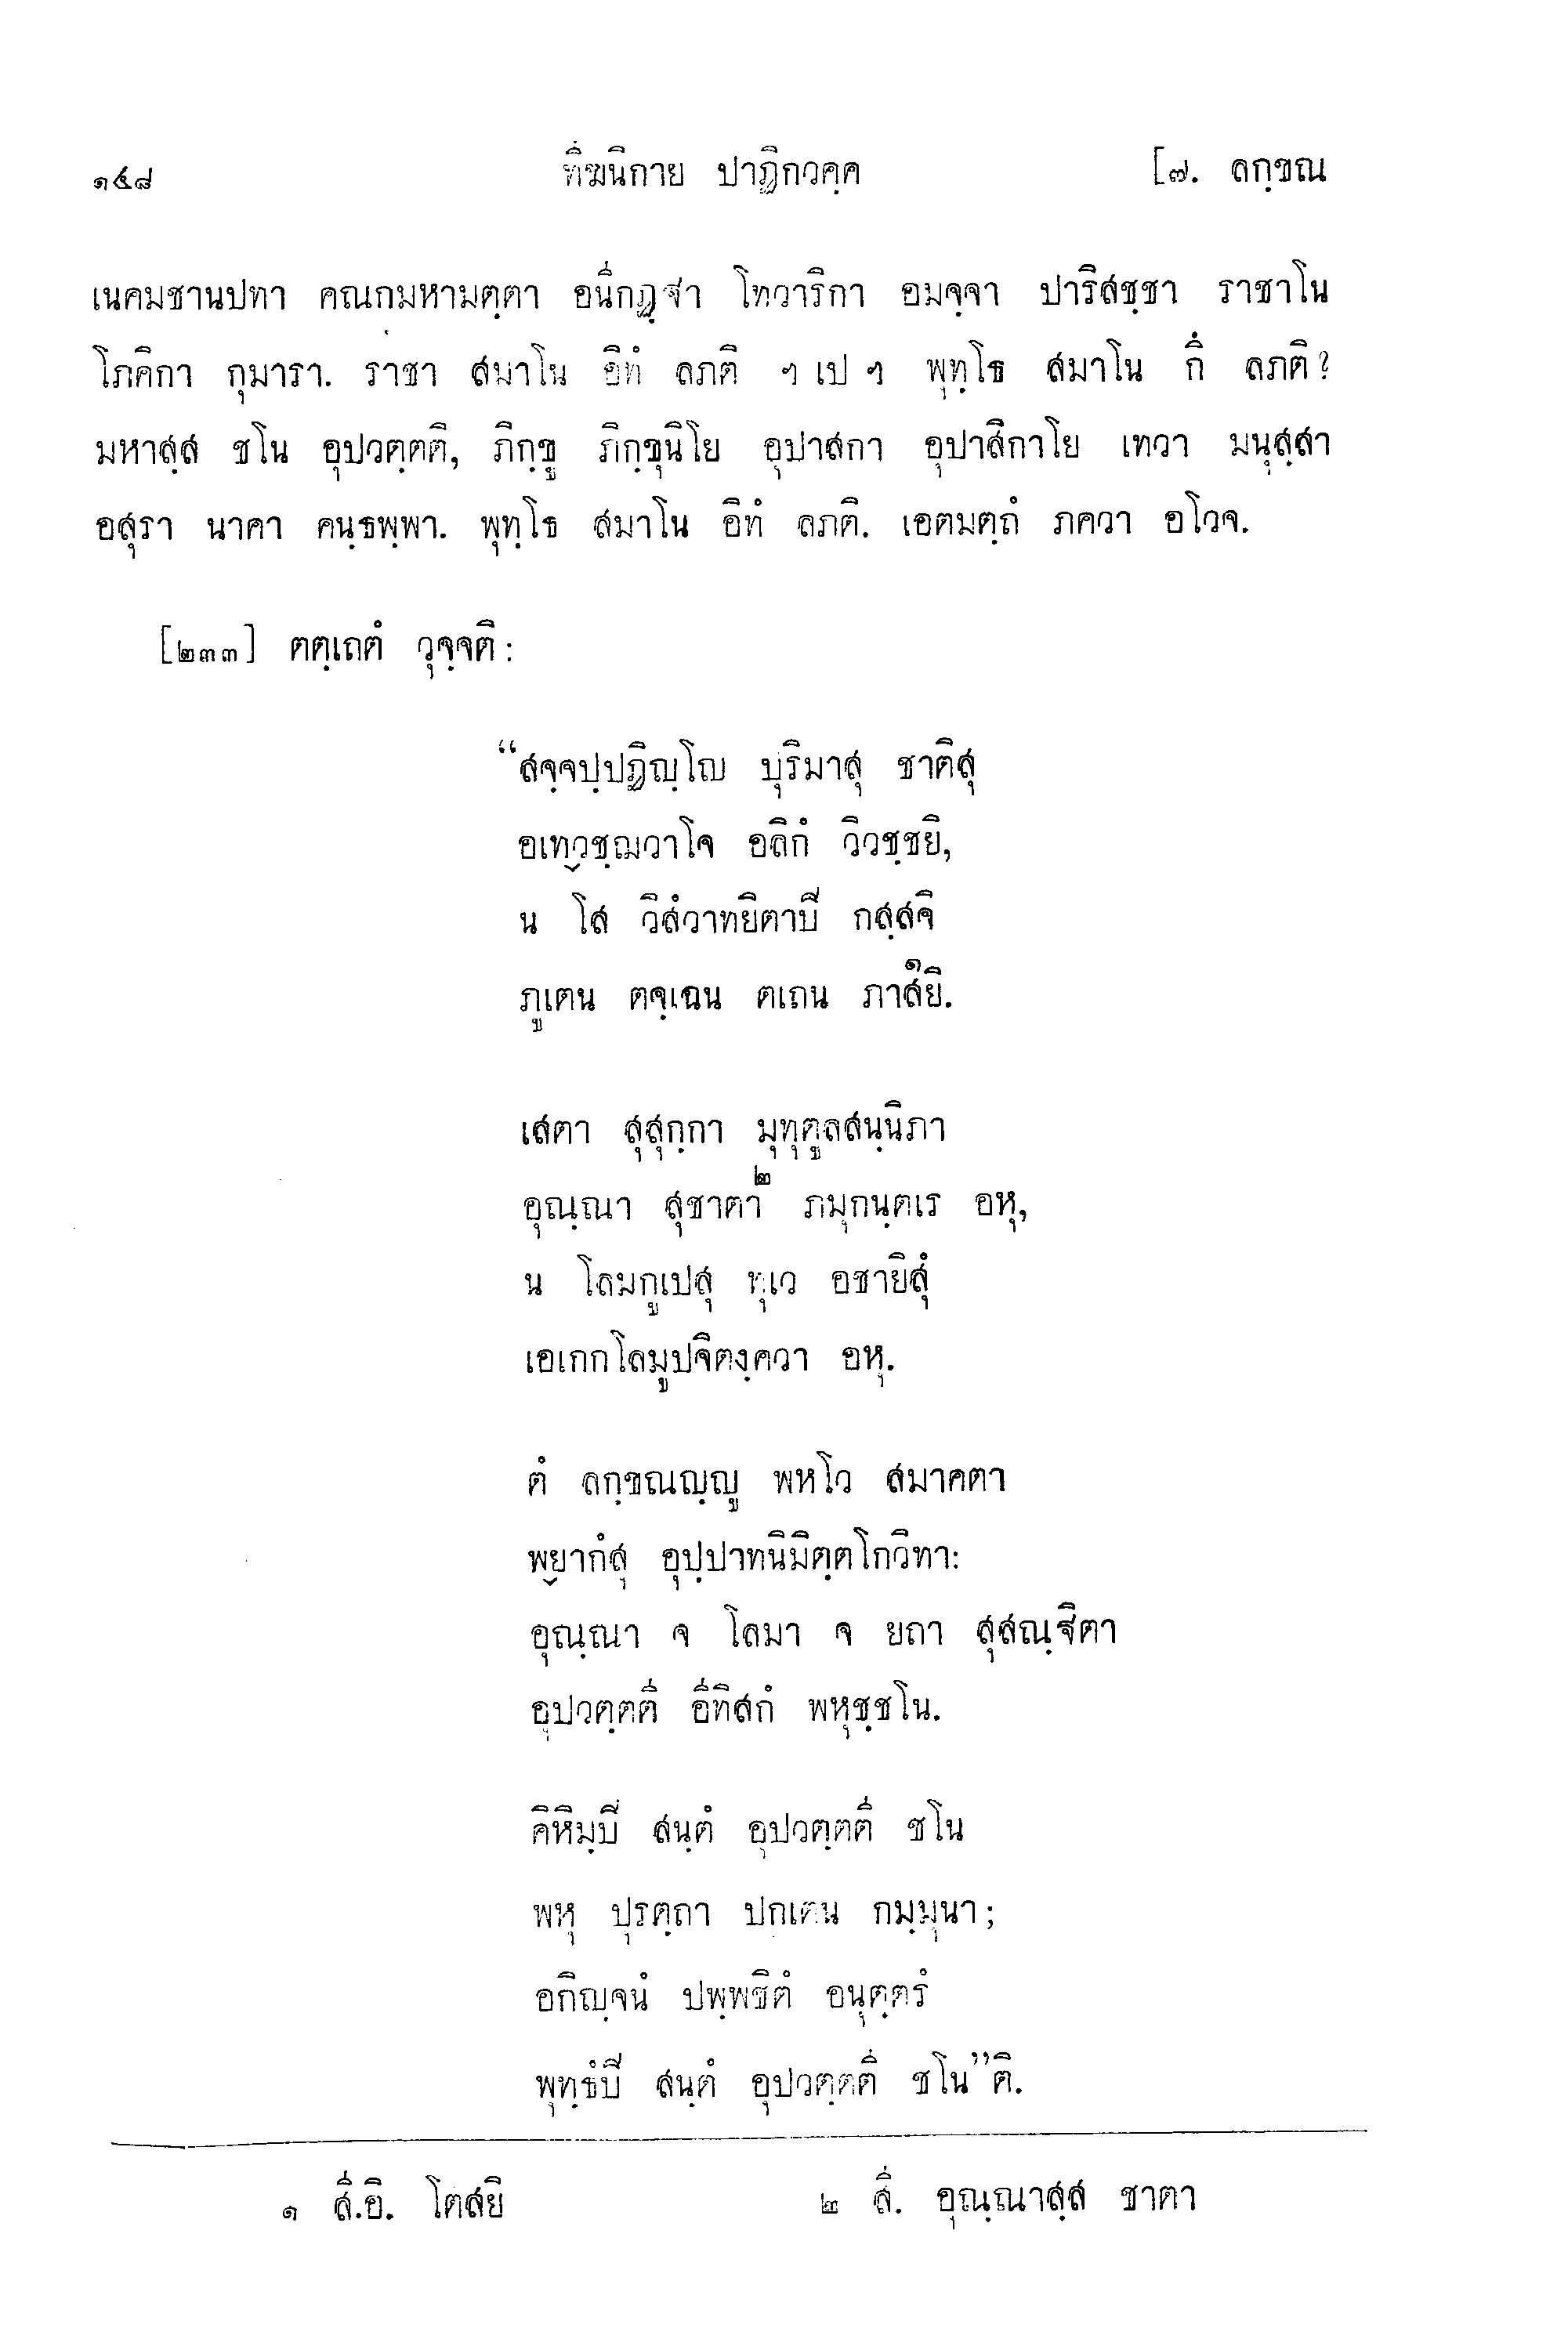 ๑๕๘ ทีฆนิกาย ปาฏิกวคฺค [๗. ลกฺขณ
เนคมชานปทา คณกมหามตฺตา อนีกฏฺฐา โทวาริกา อมจฺจา ปาริสชฺชา ราชาโน
โภคิกา กุมารา. ราชา สมาโน อิทํ ลภติ ฯ เป ฯ พุทฺโธ สมาโน กึ ลภติ?
มหาสฺส ชโน อุปวตฺตติ, ภิกฺขู ภิกฺขุนิโย อุปาสกา อุปาสิกาโย เทวา มนุสฺสา
อสุรา นาคา คนฺธพฺพา. พุทฺโธ สมาโน อิทํ ลภติ. เอตมตฺถํ ภควา อโวจ.
[๒๓๓] ตตฺเถตํ วุจฺจติ:
“สจฺจปฺปฏิญฺโญ ปุริมาสุ ชาติสุ
อเทฺวชฺฌวาโจ อลิกํ วิวชฺชยิ,
น โส วิสํวาทยิตาปิ กสฺสจิ
ภูเตน ตจฺเฉน ตเถน ภาสยิ๑.
เสตา สุสุกฺกา มุทุตูลสนฺนิภา
อุณฺณา สุชาตา๒ ภมุกนฺตเร อหุ,
น โลมกูเปสุ ทุเว อชายิสุํ
เอเกกโลมูปจิตงฺควา อหุ.
ตํ ลกฺขณญฺญู พหโว สมาคตา
พฺยากํสุ อุปฺปาทนิมิตฺตโกวิทา:
อุณฺณา จ โลมา จ ยถา สุสณฺฐิตา
อุปวตฺตตี อีทิสกํ พหุชฺชโน.
คิหิมฺปิ สนฺตํ อุปวตฺตตี ชโน
พหุ ปุรตฺถา ปกเตน กมฺมุนา;
อกิญฺจนํ ปพฺพชิตํ อนุตฺตรํ
พุทฺธํปิ สนฺตํ อุปวตฺตตี ชโน”ติ.
๑ สี.อิ. โตสยิ ๒ สี. อุณฺณาสฺส ชาตา